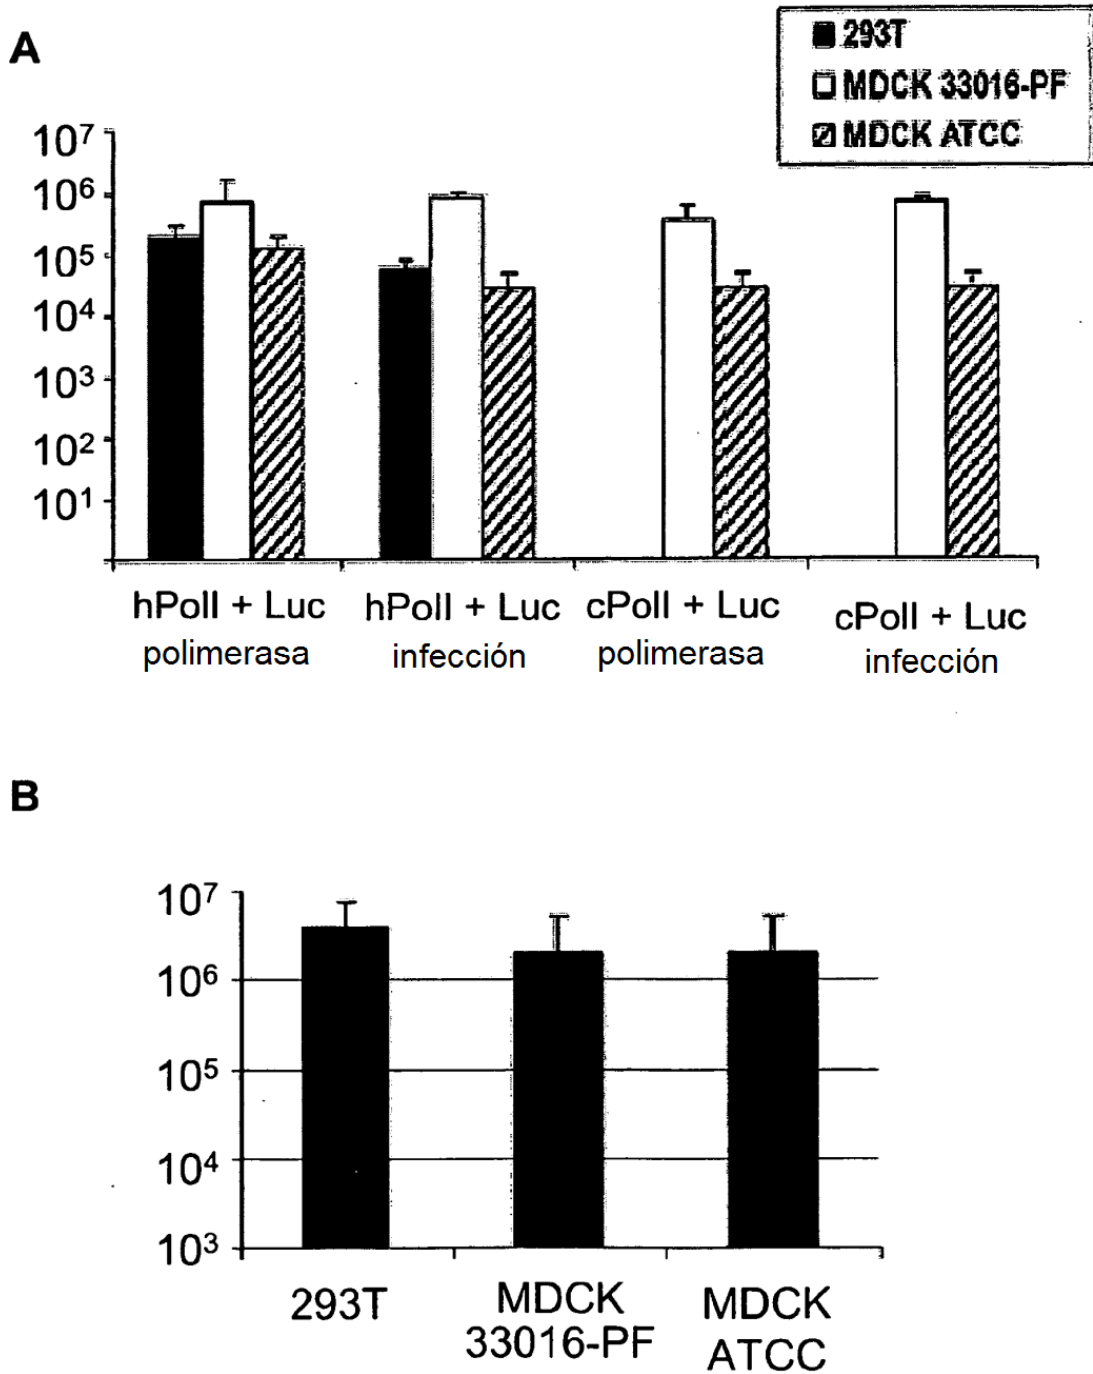 A
293T
MDCK 33016-PF
MDCK ATCC
10⁷
10⁶
10⁵
10⁴
10³
10²
10¹
hPolI + Luc
polimerasa
hPolI + Luc
infección
cPolI + Luc
polimerasa
cPolI + Luc
infección
B
10⁷
10⁶
10⁵
10⁴
10³
293T
MDCK
33016-PF
MDCK
ATCC